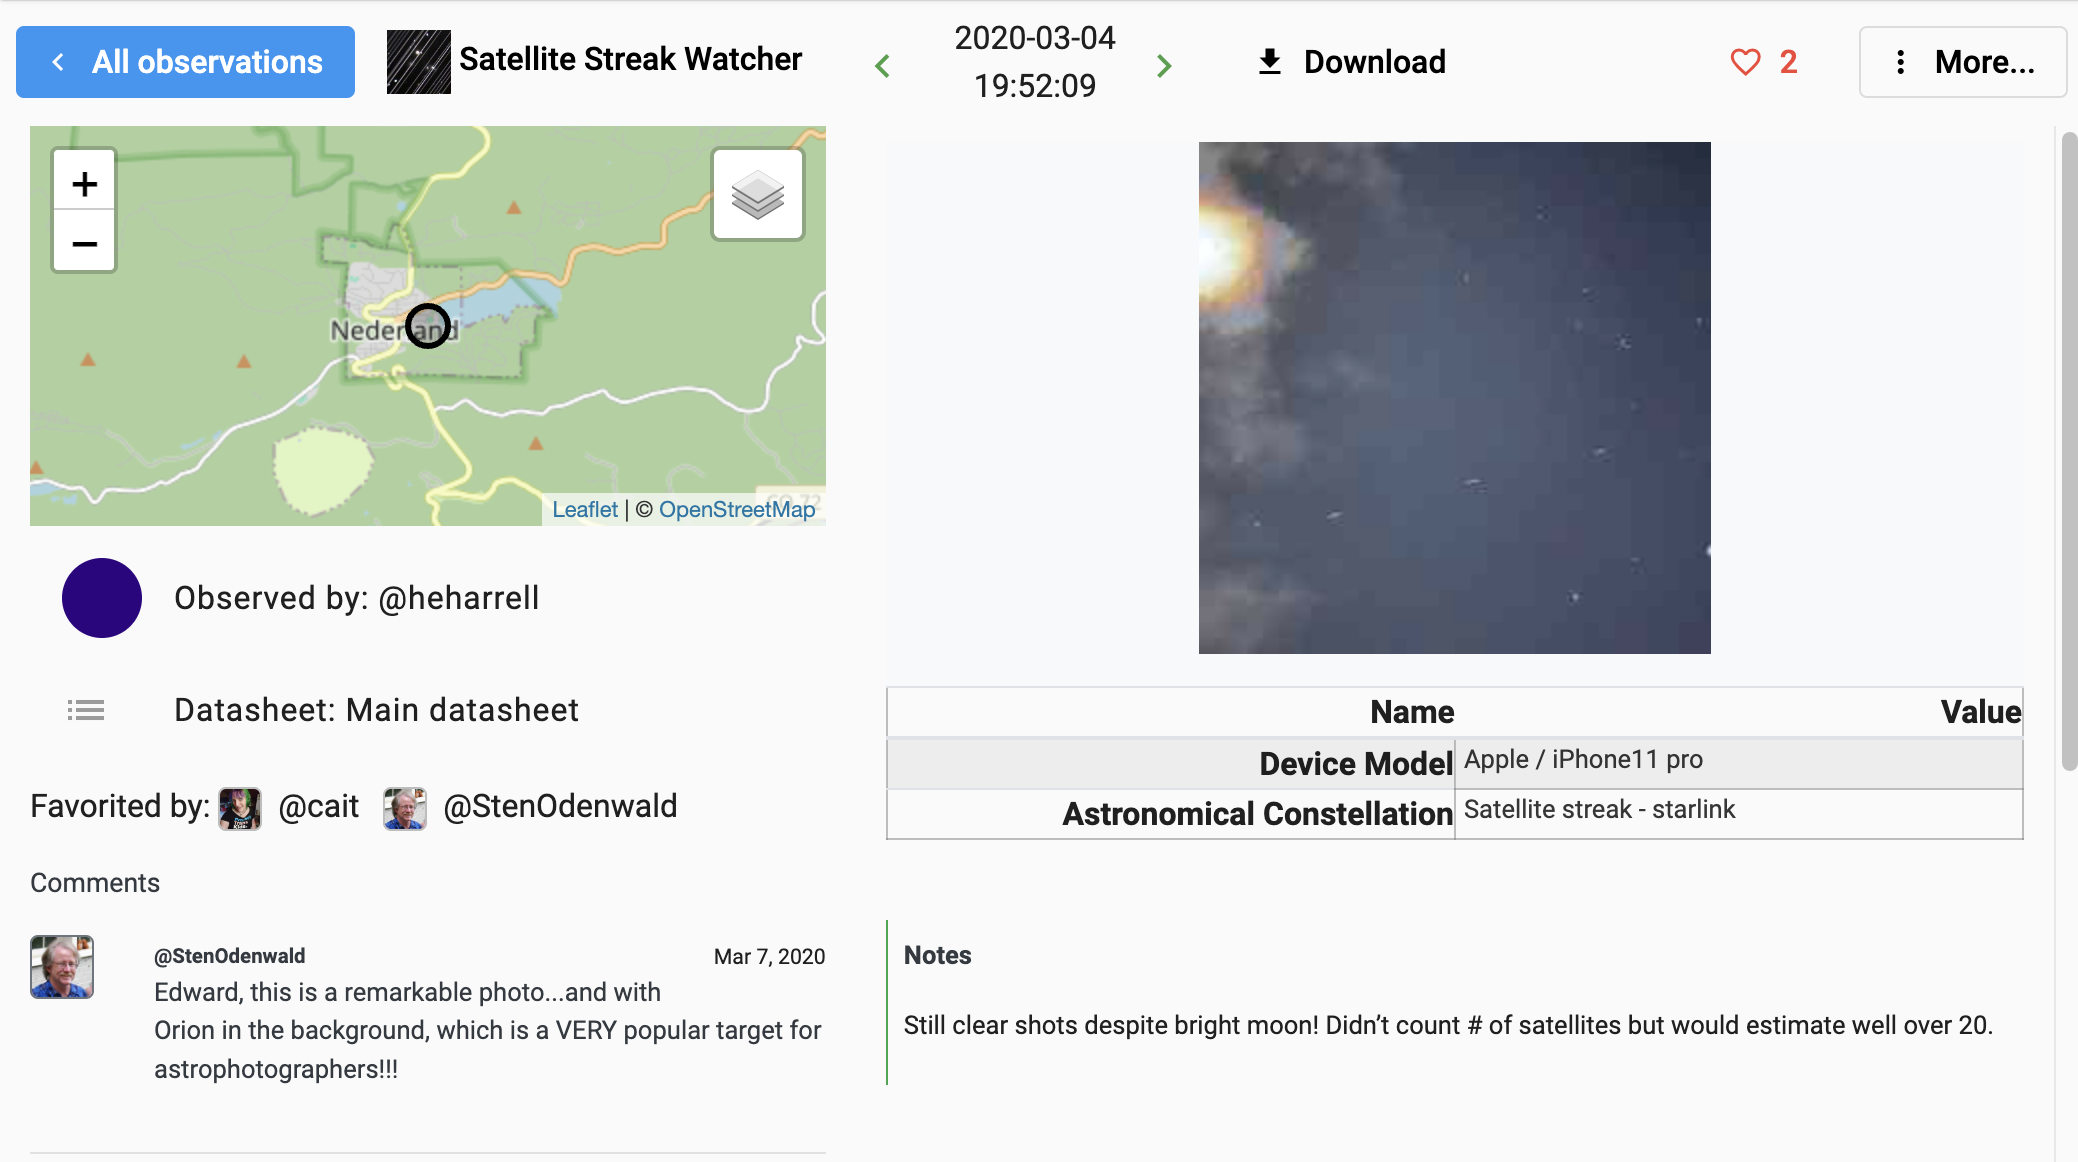 All observations
Satellite Streak Watcher
2020-03-04
19:52:09
Download
2
More...
+
−
Nederland
CO 72
Leaflet | © OpenStreetMap
Observed by: @heharrell
Datasheet: Main datasheet
Favorited by: @cait @StenOdenwald
Comments
@StenOdenwald Mar 7, 2020
Edward, this is a remarkable photo...and with
Orion in the background, which is a VERY popular target for
astrophotographers!!!
Name Value
Device Model Apple / iPhone11 pro
Astronomical Constellation Satellite streak - starlink
Notes
Still clear shots despite bright moon! Didn’t count # of satellites but would estimate well over 20.